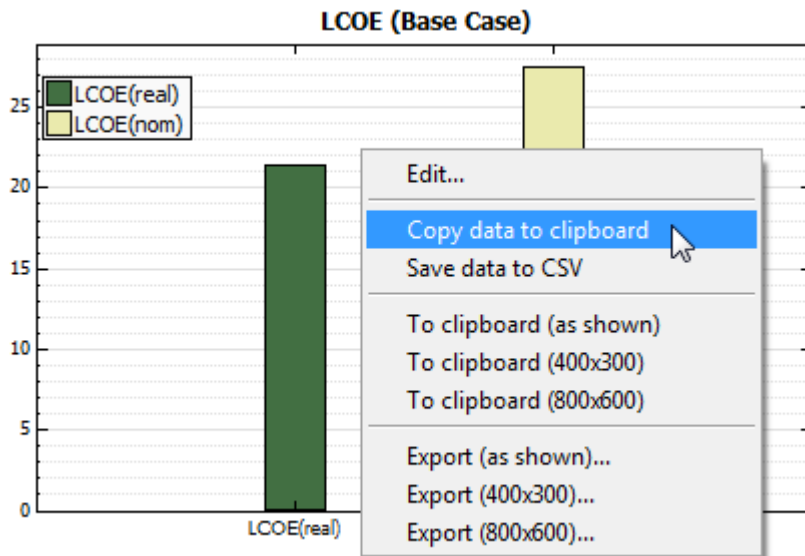 LCOE (Base Case)
LCOE(real)
LCOE(nom)
25
20
15
10
5
0
LCOE(real)
Edit...
Copy data to clipboard
Save data to CSV
To clipboard (as shown)
To clipboard (400x300)
To clipboard (800x600)
Export (as shown)...
Export (400x300)...
Export (800x600)...